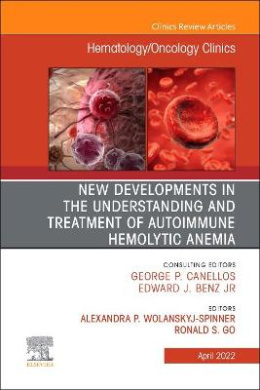 Clinics Review Articles
Hematology/Oncology Clinics
NEW DEVELOPMENTS IN
THE UNDERSTANDING AND
TREATMENT OF AUTOIMMUNE
HEMOLYTIC ANEMIA
CONSULTING EDITORS
GEORGE P. CANELLOS
EDWARD J. BENZ JR
EDITORS
ALEXANDRA P. WOLANSKYJ-SPINNER
RONALD S. GO
ELSEVIER
April 2022